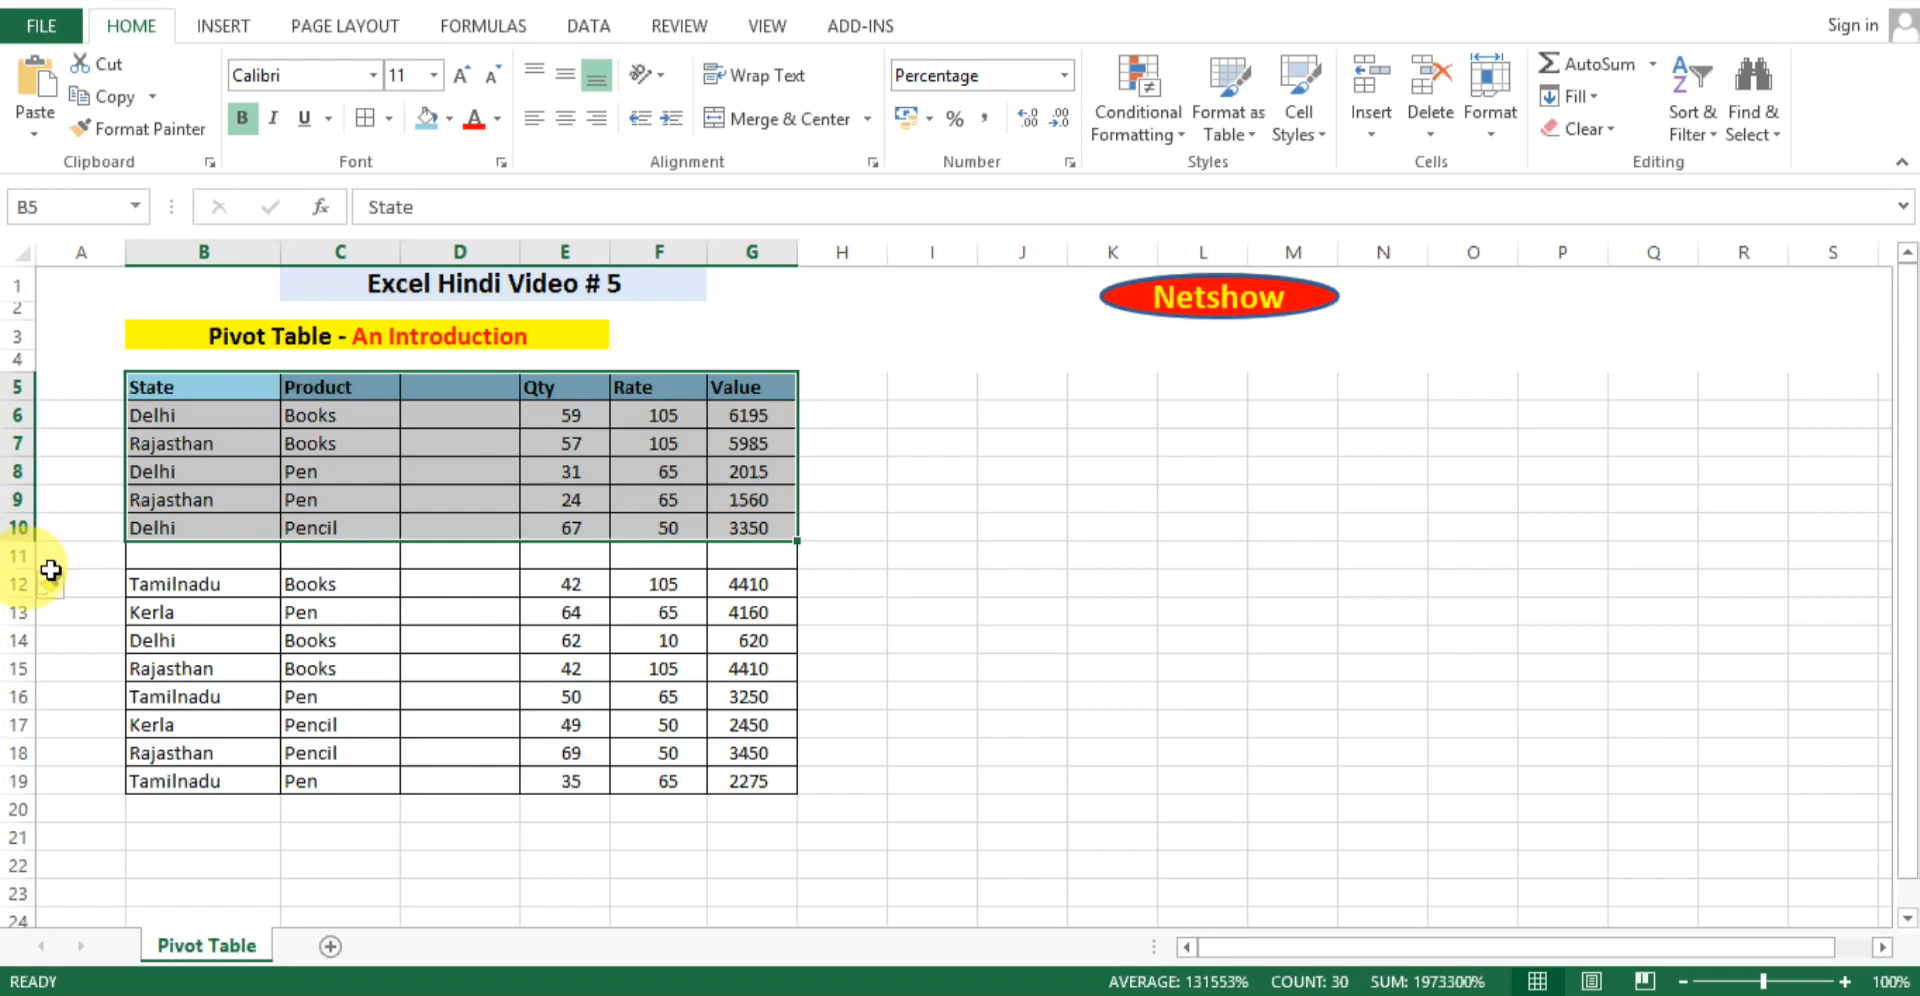 FILE HOME INSERT PAGE LAYOUT FORMULAS DATA REVIEW VIEW ADD-INS Sign in
Paste
Cut
Copy
Format Painter
Clipboard
Calibri 11
B I U
Font
Wrap Text
Merge & Center
Alignment
Percentage
%
Number
Conditional Formatting
Format as Table
Cell Styles
Styles
Insert Delete Format
Cells
AutoSum
Fill
Clear
Sort & Filter
Find & Select
Editing
B5 fx State
A B C D E F G H I J K L M N O P Q R S
1 Excel Hindi Video # 5 Netshow
2
3 Pivot Table - An Introduction
4
5 State Product Qty Rate Value
6 Delhi Books 59 105 6195
7 Rajasthan Books 57 105 5985
8 Delhi Pen 31 65 2015
9 Rajasthan Pen 24 65 1560
10 Delhi Pencil 67 50 3350
11
12 Tamilnadu Books 42 105 4410
13 Kerla Pen 64 65 4160
14 Delhi Books 62 10 620
15 Rajasthan Books 42 105 4410
16 Tamilnadu Pen 50 65 3250
17 Kerla Pencil 49 50 2450
18 Rajasthan Pencil 69 50 3450
19 Tamilnadu Pen 35 65 2275
20
21
22
23
24
Pivot Table
READY AVERAGE: 131553% COUNT: 30 SUM: 1973300% 100%